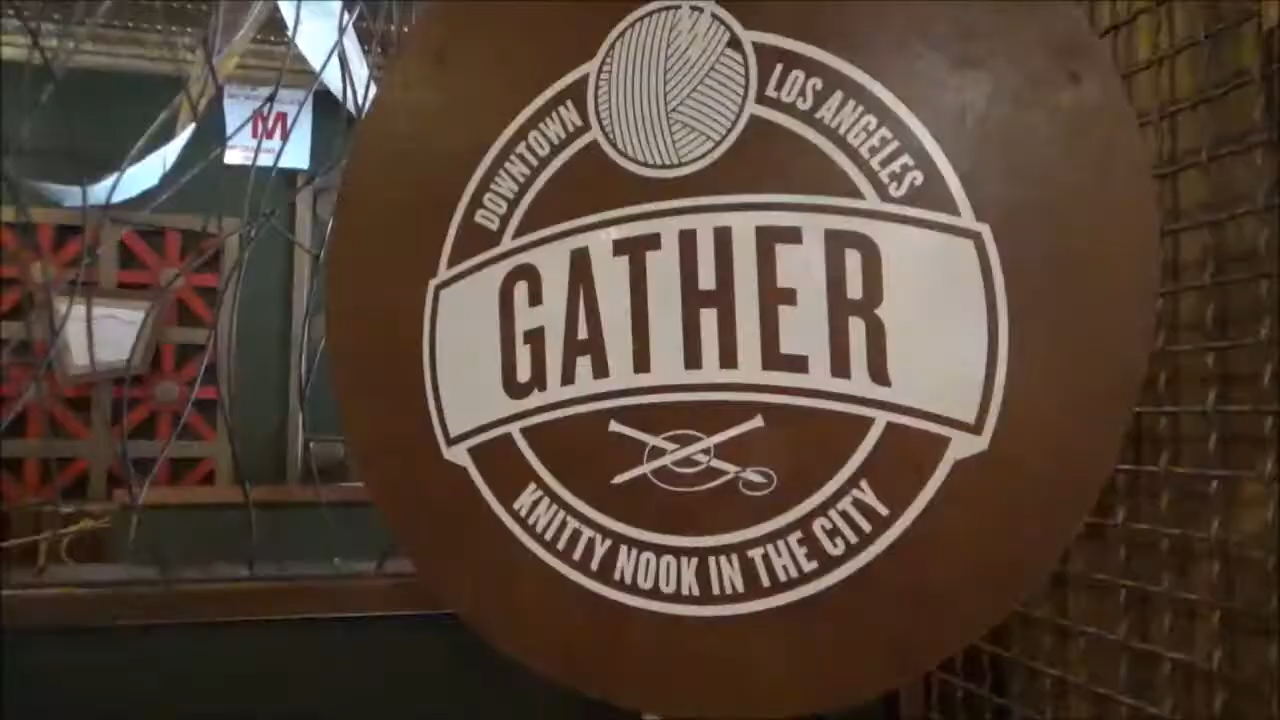 DOWNTOWN
LOS ANGELES
GATHER
KNITTY NOOK IN THE CITY
M